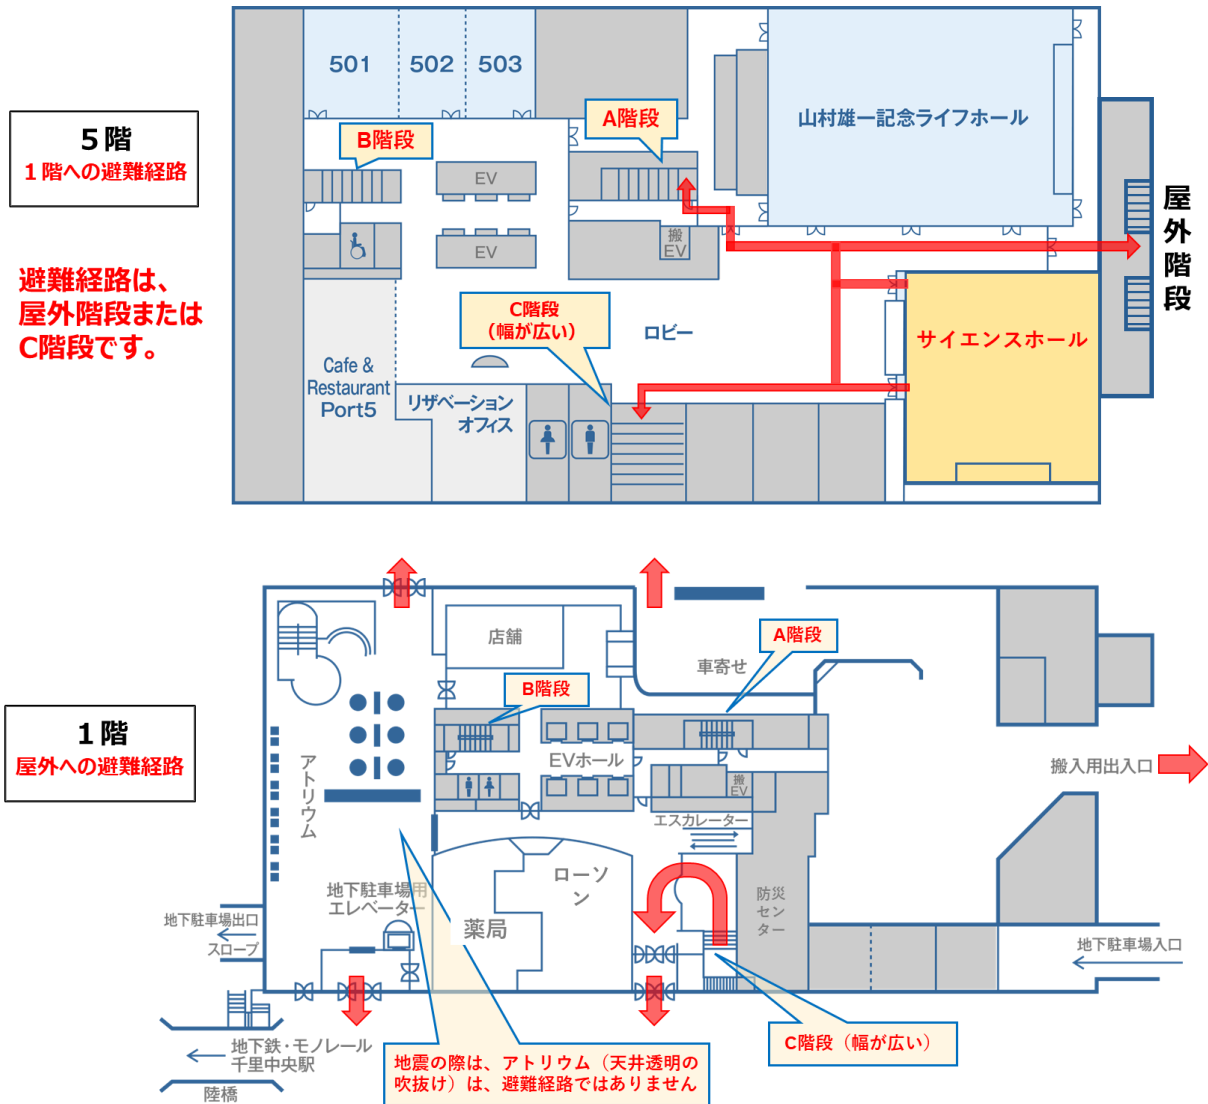 501
502
503
山村雄一記念ライフホール
A階段
B階段
5階
1階への避難経路
EV
EV
搬
EV
屋外階段
避難経路は、
屋外階段または
C階段です。
C階段
（幅が広い）
ロビー
サイエンスホール
Cafe &
Restaurant
Port5
リザベーション
オフィス
店舗
車寄せ
A階段
B階段
1階
屋外への避難経路
EVホール
アトリウム
搬
EV
搬入用出入口
エスカレーター
ローソ
ン
防災
セン
ター
地下駐車場用
エレベーター
薬局
地下駐車場出口
スロープ
地下駐車場入口
C階段（幅が広い）
地震の際は、アトリウム（天井透明の
吹抜け）は、避難経路ではありません
地下鉄・モノレール
千里中央駅
陸橋